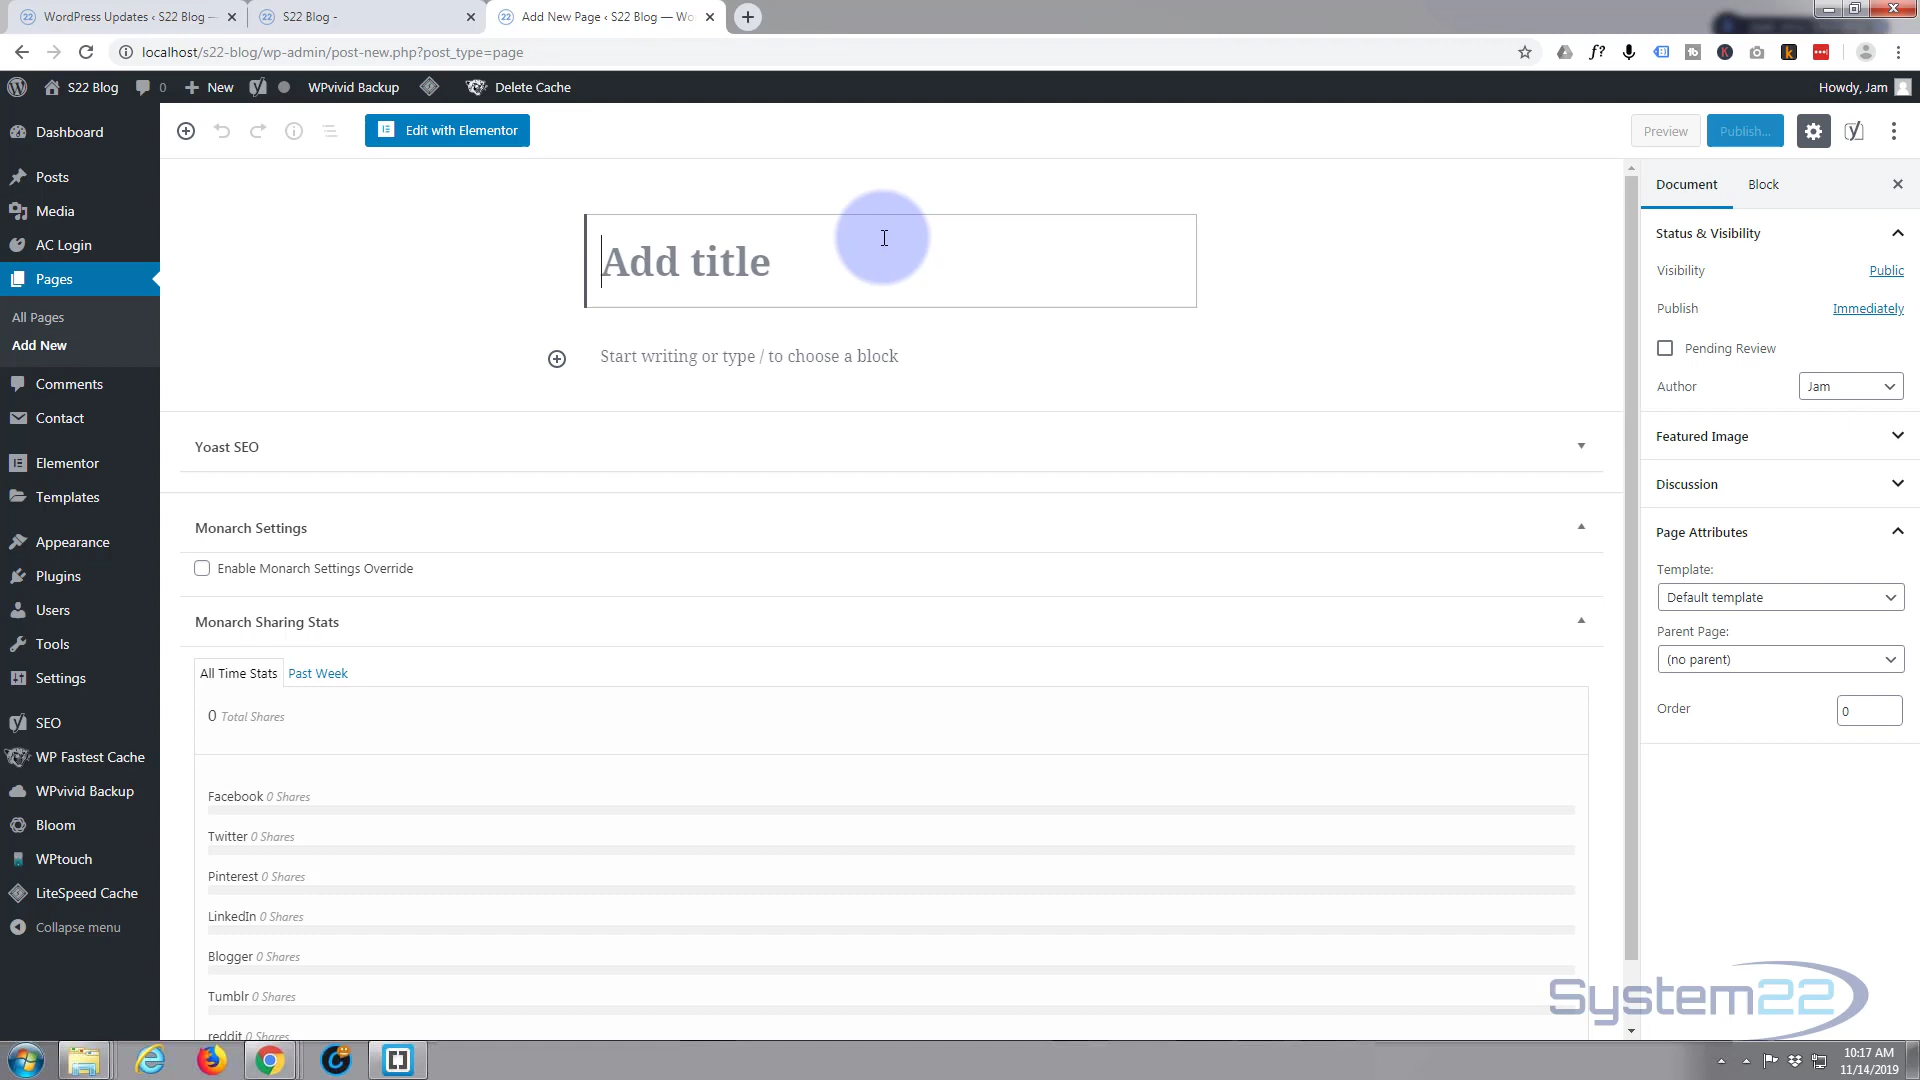 WordPress Updates ‹ S22 Blog —
S22 Blog -
Add New Page ‹ S22 Blog — Wo
localhost/s22-blog/wp-admin/post-new.php?post_type=page
S22 Blog
0
New
WPvivid Backup
Delete Cache
Howdy, Jam
Dashboard
Posts
Media
AC Login
Pages
All Pages
Add New
Comments
Contact
Elementor
Templates
Appearance
Plugins
Users
Tools
Settings
SEO
WP Fastest Cache
WPvivid Backup
Bloom
WPtouch
LiteSpeed Cache
Collapse menu
Edit with Elementor
Preview
Publish...
Add title
Start writing or type / to choose a block
Yoast SEO
Monarch Settings
Enable Monarch Settings Override
Monarch Sharing Stats
All Time Stats
Past Week
0 Total Shares
Facebook 0 Shares
Twitter 0 Shares
Pinterest 0 Shares
LinkedIn 0 Shares
Blogger 0 Shares
Tumblr 0 Shares
reddit 0 Shares
Document
Block
Status & Visibility
Visibility
Public
Publish
Immediately
Pending Review
Author
Jam
Featured Image
Discussion
Page Attributes
Template:
Default template
Parent Page:
(no parent)
Order
0
System22
10:17 AM
11/14/2019